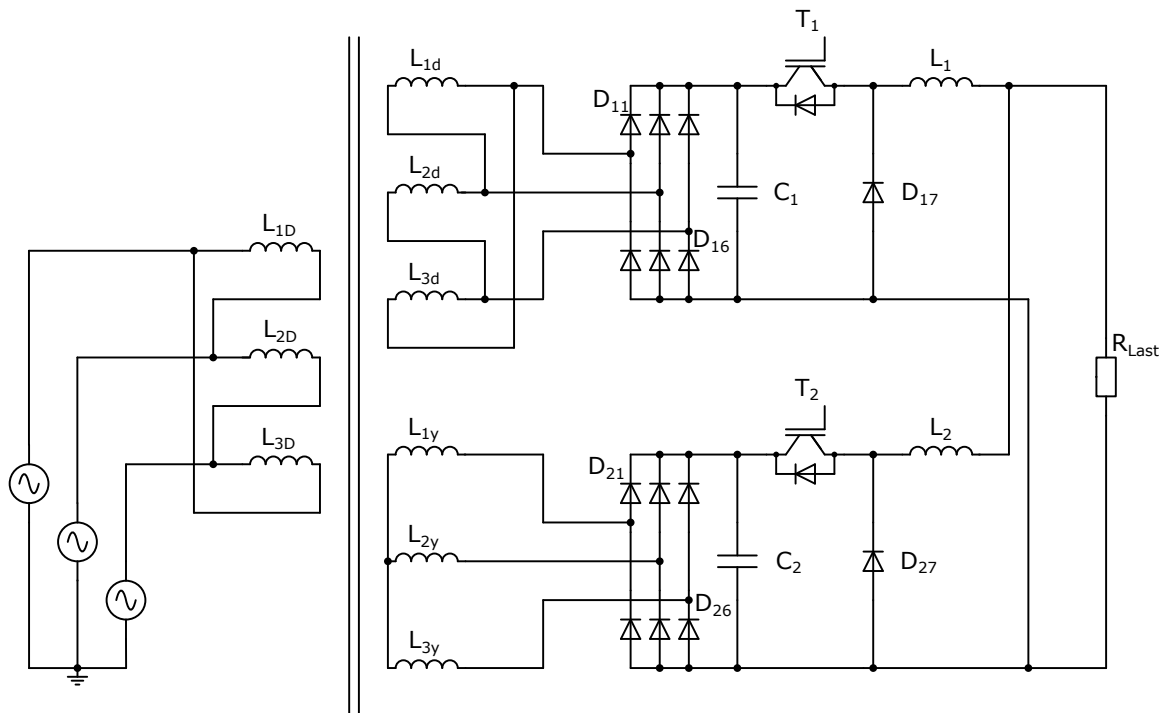 T1
L1d
L1
D11
L2d
C1
D17
L1D
D16
L3d
L2D
RLast
T2
L3D
L1y
L2
D21
L2y
C2
D27
D26
L3y